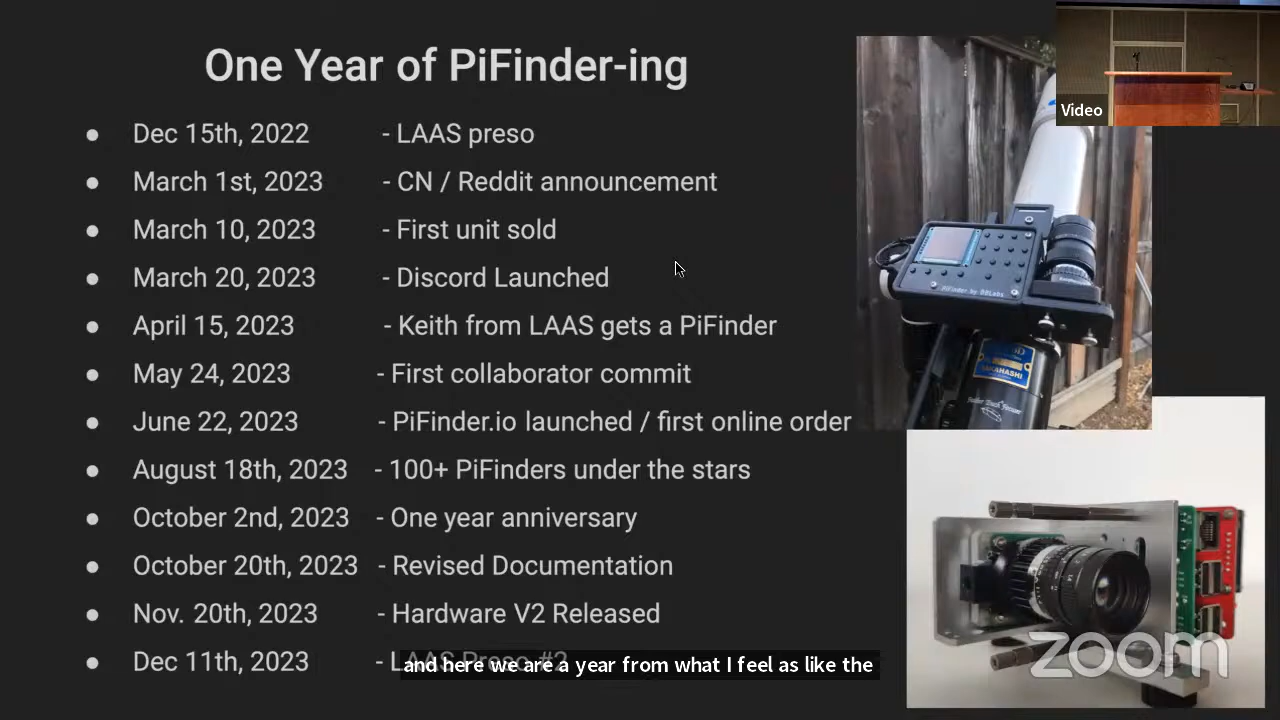 One Year of PiFinder-ing
● Dec 15th, 2022 - LAAS preso
● March 1st, 2023 - CN / Reddit announcement
● March 10, 2023 - First unit sold
● March 20, 2023 - Discord Launched
● April 15, 2023 - Keith from LAAS gets a PiFinder
● May 24, 2023 - First collaborator commit
● June 22, 2023 - PiFinder.io launched / first online order
● August 18th, 2023 - 100+ PiFinders under the stars
● October 2nd, 2023 - One year anniversary
● October 20th, 2023 - Revised Documentation
● Nov. 20th, 2023 - Hardware V2 Released
● Dec 11th, 2023 - LAAS Preso #2
and here we are a year from what I feel as like the
Video
PiFinder by BBLabs
TAKAHASHI
zoom